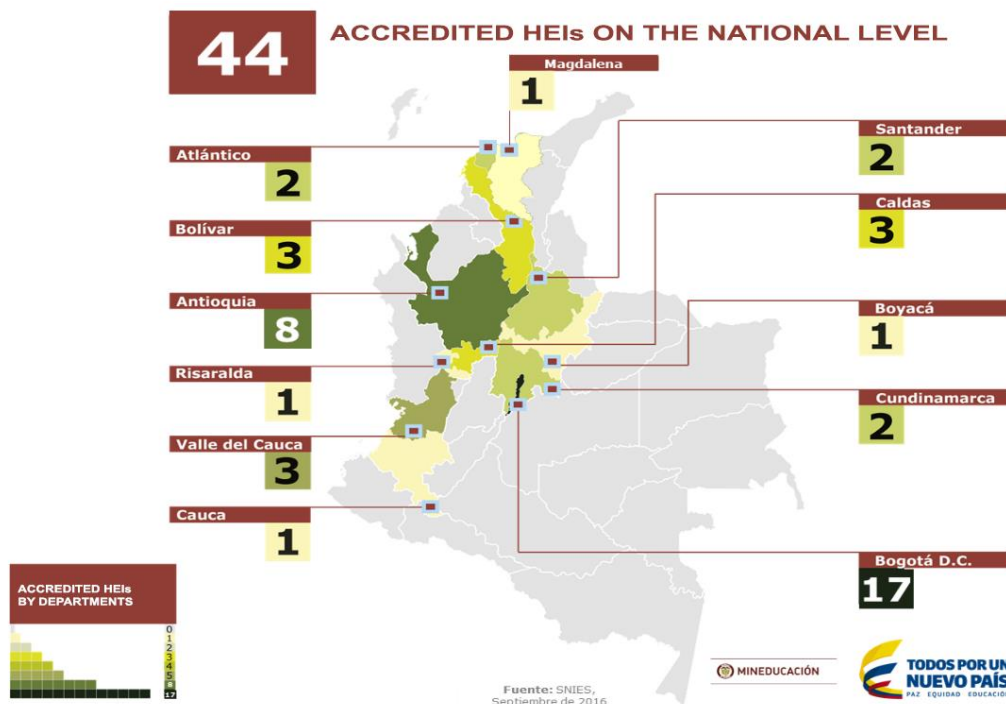 44
ACCREDITED HEIs ON THE NATIONAL LEVEL
Magdalena
1
Atlántico
2
Bolívar
3
Antioquia
8
Risaralda
1
Valle del Cauca
3
Cauca
1
Santander
2
Caldas
3
Boyacá
1
Cundinamarca
2
Bogotá D.C.
17
ACCREDITED HEIs
BY DEPARTMENTS
0
1
2
3
4
5
8
17
Fuente: SNIES,
Septiembre de 2016
MINEDUCACIÓN
TODOS POR UN
NUEVO PAÍS
PAZ EQUIDAD EDUCACIÓN